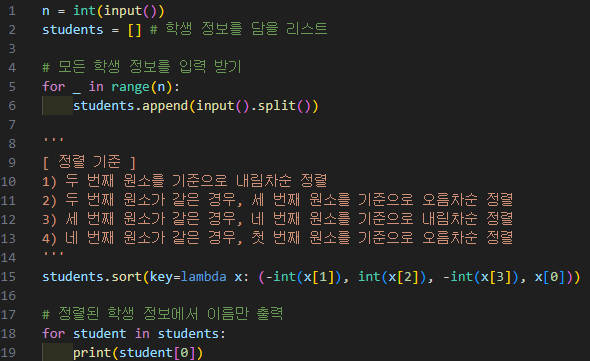 1 n = int(input())
2 students = [] # 학생 정보를 담을 리스트
3
4 # 모든 학생 정보를 입력 받기
5 for _ in range(n):
6     students.append(input().split())
7
8 '''
9 [ 정렬 기준 ]
10 1) 두 번째 원소를 기준으로 내림차순 정렬
11 2) 두 번째 원소가 같은 경우, 세 번째 원소를 기준으로 오름차순 정렬
12 3) 세 번째 원소가 같은 경우, 네 번째 원소를 기준으로 내림차순 정렬
13 4) 네 번째 원소가 같은 경우, 첫 번째 원소를 기준으로 오름차순 정렬
14 '''
15 students.sort(key=lambda x: (-int(x[1]), int(x[2]), -int(x[3]), x[0]))
16
17 # 정렬된 학생 정보에서 이름만 출력
18 for student in students:
19     print(student[0])